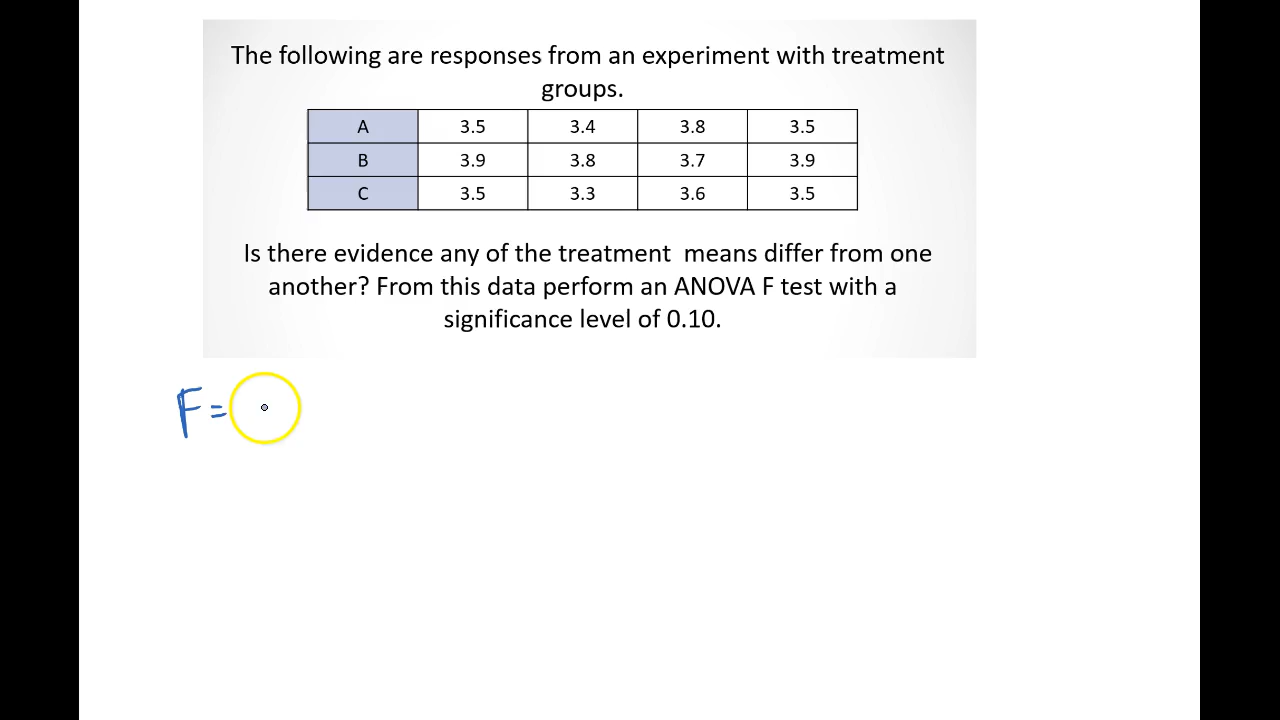 The following are responses from an experiment with treatment
groups.
A 3.5 3.4 3.8 3.5
B 3.9 3.8 3.7 3.9
C 3.5 3.3 3.6 3.5
Is there evidence any of the treatment means differ from one
another? From this data perform an ANOVA F test with a
significance level of 0.10.
F =